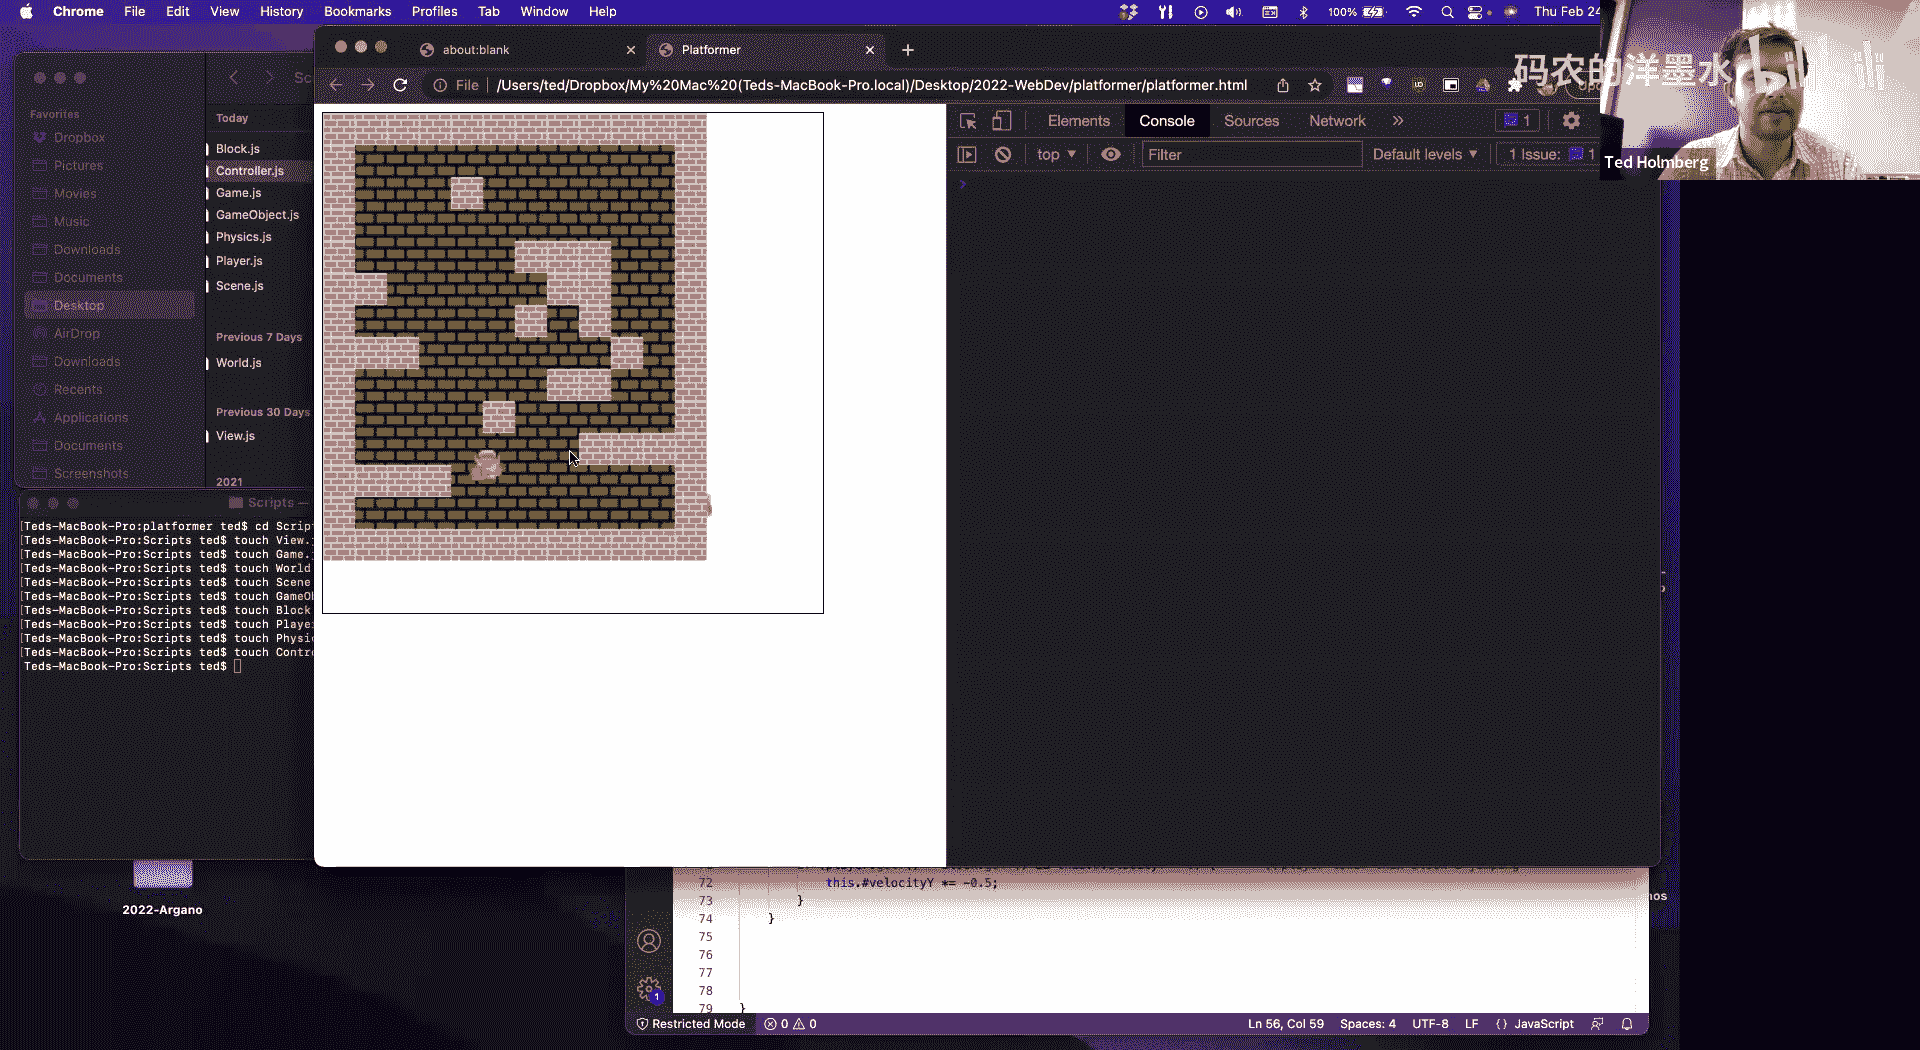 Chrome File Edit View History Bookmarks Profiles Tab Window Help
100%
Thu Feb 24
about:blank
Platformer
File
/Users/ted/Dropbox/My%20Mac%20(Teds-MacBook-Pro.local)/Desktop/2022-WebDev/platformer/platformer.html
码农的洋墨水
bilibili
Ted Holmberg
Elements Console Sources Network
1
top
Filter
Default levels
1 Issue: 1
Favorites
Dropbox
Pictures
Movies
Music
Downloads
Documents
Desktop
AirDrop
Downloads
Recents
Applications
Documents
Screenshots
Sc
Today
Block.js
Controller.js
Game.js
GameObject.js
Physics.js
Player.js
Scene.js
Previous 7 Days
World.js
Previous 30 Days
View.js
2021
Scripts —
[Teds-MacBook-Pro:platformer ted$ cd Scrip
[Teds-MacBook-Pro:Scripts ted$ touch View.
[Teds-MacBook-Pro:Scripts ted$ touch Game.
[Teds-MacBook-Pro:Scripts ted$ touch World
[Teds-MacBook-Pro:Scripts ted$ touch Scene
[Teds-MacBook-Pro:Scripts ted$ touch GameO
[Teds-MacBook-Pro:Scripts ted$ touch Block
[Teds-MacBook-Pro:Scripts ted$ touch Playe
[Teds-MacBook-Pro:Scripts ted$ touch Physi
[Teds-MacBook-Pro:Scripts ted$ touch Contr
Teds-MacBook-Pro:Scripts ted$
2022-Argano
72 this.#velocityY *= -0.5;
73 }
74 }
75
76
77
78
79 }
1
Restricted Mode 0 0
Ln 56, Col 59 Spaces: 4 UTF-8 LF {} JavaScript